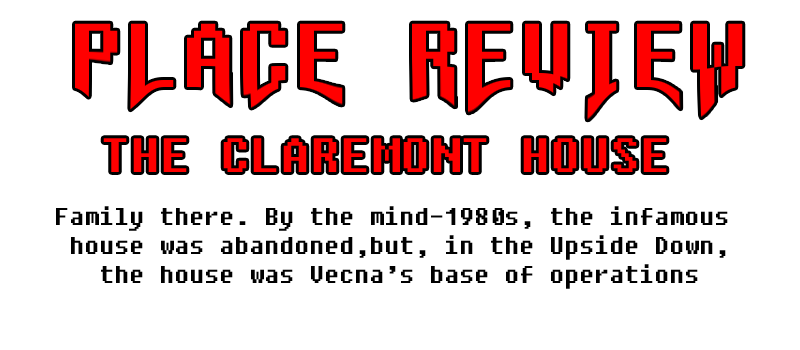 PLACE REVIEW
THE CLAREMONT HOUSE
Family there. By the mind-1980s, the infamous
house was abandoned,but, in the Upside Down,
the house was Vecna's base of operations